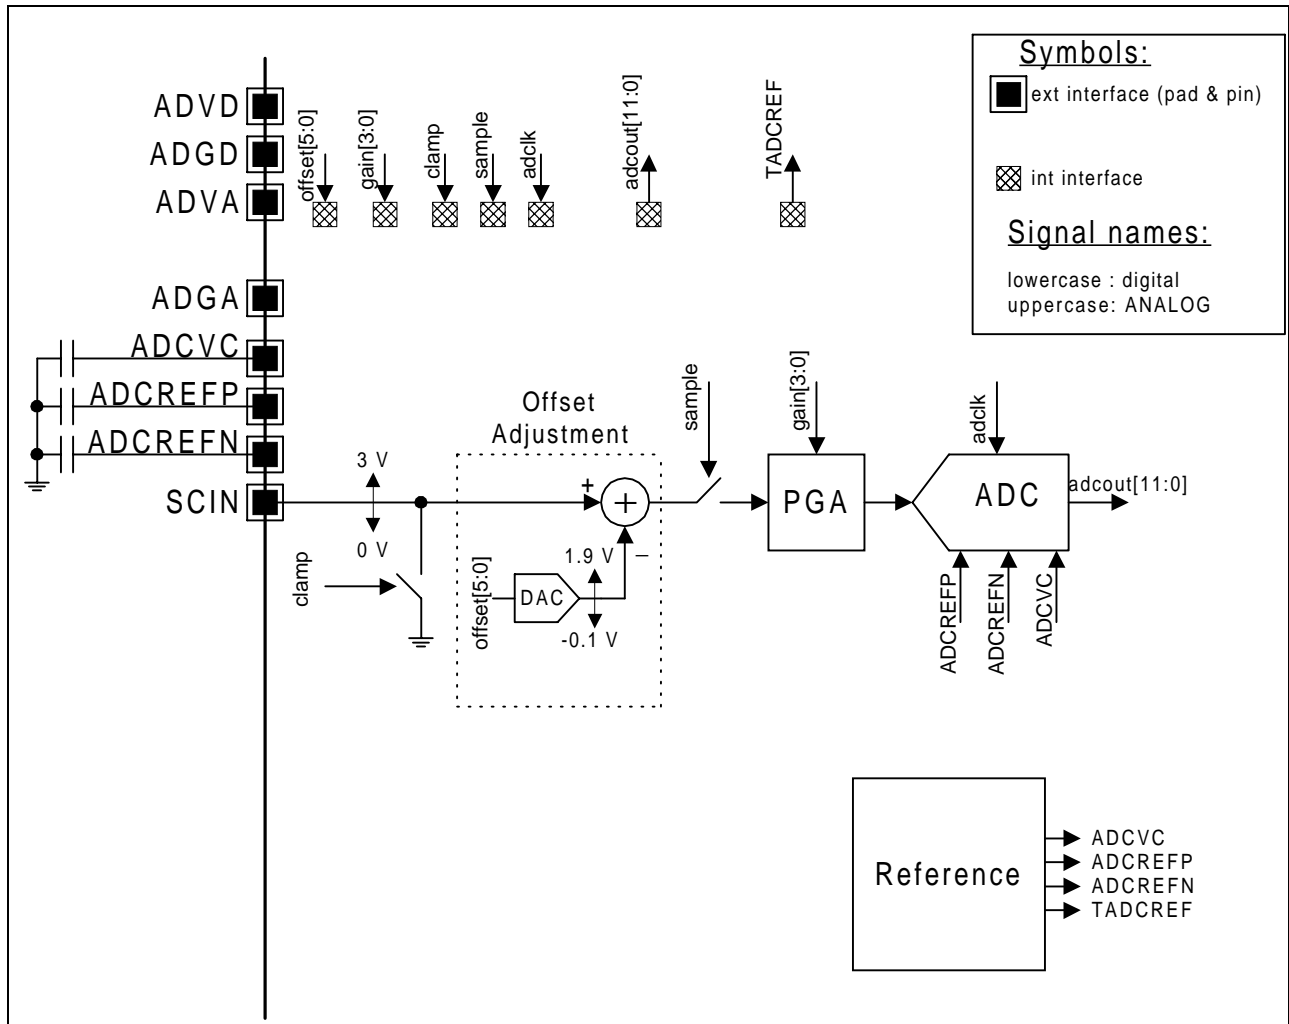 Symbols:
ext interface (pad & pin)
int interface
Signal names:
lowercase : digital
uppercase: ANALOG
ADVD
ADGD
ADVA
ADGA
ADCVC
ADCREFP
ADCREFN
SCIN
offset[5:0]
gain[3:0]
clamp
sample
adclk
adcout[11:0]
TADCREF
3 V
0 V
clamp
Offset
Adjustment
+
+
–
offset[5:0]
DAC
1.9 V
-0.1 V
sample
gain[3:0]
PGA
adclk
ADC
adcout[11:0]
ADCREFP
ADCREFN
ADCVC
Reference
ADCVC
ADCREFP
ADCREFN
TADCREF